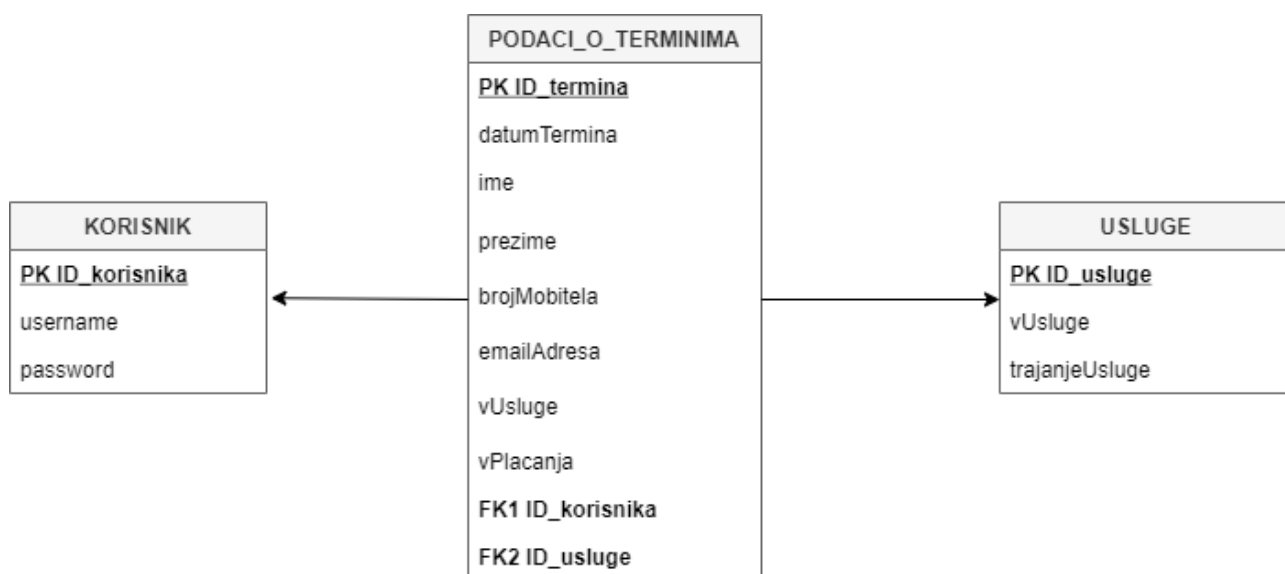 PODACI_O_TERMINIMA
PK ID_termina
datumTermina
ime
prezime
brojMobitela
emailAdresa
vUsluge
vPlacanja
FK1 ID_korisnika
FK2 ID_usluge
KORISNIK
PK ID_korisnika
username
password
USLUGE
PK ID_usluge
vUsluge
trajanjeUsluge